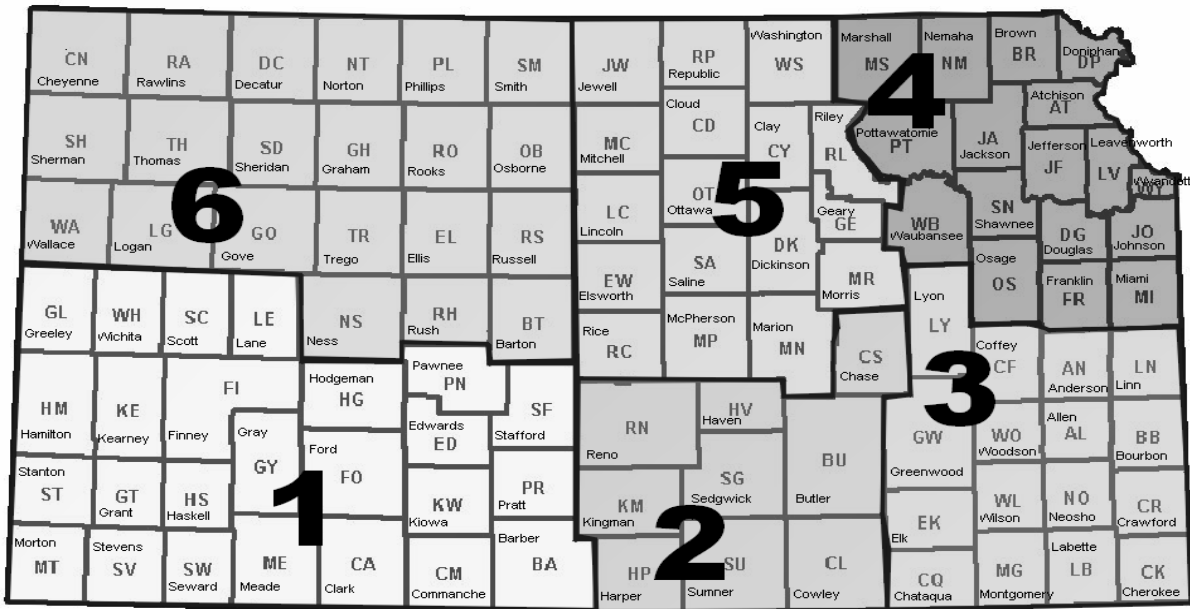 CN
Cheyenne
RA
Rawlins
DC
Decatur
NT
Norton
PL
Phillips
SM
Smith
JW
Jewell
RP
Republic
Washington
WS
Marshall
MS
Nemaha
NM
Brown
BR
Doniphan
DP
SH
Sherman
TH
Thomas
SD
Sheridan
GH
Graham
RO
Rooks
OB
Osborne
MC
Mitchell
Cloud
CD
Clay
CY
Riley
RL
4
Pottawatomie
PT
JA
Jackson
Atchison
AT
Jefferson
JF
Leavenworth
LV
WA
Wallace
LG
Logan
6
GO
Gove
TR
Trego
EL
Ellis
RS
Russell
LC
Lincoln
OT
Ottawa
5
DK
Dickinson
Geary
GE
WB
Waubansee
SN
Shawnee
DG
Douglas
JO
Johnson
GL
Greeley
WH
Wichita
SC
Scott
LE
Lane
NS
Ness
RH
Rush
BT
Barton
EW
Elsworth
SA
Saline
MR
Morris
Lyon
LY
Osage
OS
Franklin
FR
Miami
MI
Rice
RC
McPherson
MP
Marion
MN
CS
Chase
3
Coffey
CF
AN
Anderson
LN
Linn
HM
Hamilton
KE
Kearney
FI
Finney
Hodgeman
HG
Pawnee
PN
Edwards
ED
SF
Stafford
RN
Reno
HV
Haven
BU
Butler
GW
Greenwood
WO
Woodson
Allen
AL
BB
Bourbon
Stanton
ST
GT
Grant
HS
Haskell
Gray
GY
1
Ford
FO
KW
Kiowa
PR
Pratt
KM
Kingman
2
SG
Sedgwick
EK
Elk
WL
Wilson
NO
Neosho
CR
Crawford
Morton
MT
Stevens
SV
SW
Seward
ME
Meade
CA
Clark
CM
Commanche
Barber
BA
HP
Harper
SU
Sumner
CL
Cowley
CQ
Chataqua
MG
Montgomery
Labette
LB
CK
Cherokee